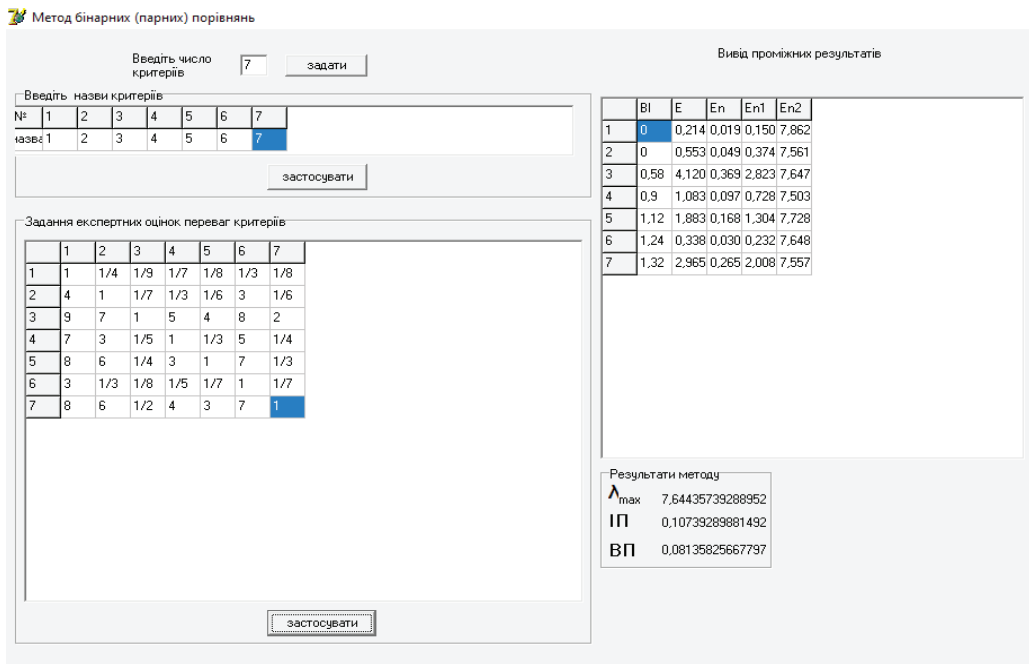 Метод бінарних (парних) порівнянь
Введіть число критеріїв
7
задати
Введіть назви критеріїв
№ 1 2 3 4 5 6 7
назва 1 2 3 4 5 6 7
застосувати
Задання експертних оцінок переваг критеріїв
1 2 3 4 5 6 7
1 1 1/4 1/9 1/7 1/8 1/3 1/8
2 4 1 1/7 1/3 1/6 3 1/6
3 9 7 1 5 4 8 2
4 7 3 1/5 1 1/3 5 1/4
5 8 6 1/4 3 1 7 1/3
6 3 1/3 1/8 1/5 1/7 1 1/7
7 8 6 1/2 4 3 7 1
застосувати
Вивід проміжних результатів
ВІ E En En1 En2
1 0 0,214 0,019 0,150 7,862
2 0 0,553 0,049 0,374 7,561
3 0,58 4,120 0,369 2,823 7,647
4 0,9 1,083 0,097 0,728 7,503
5 1,12 1,883 0,168 1,304 7,728
6 1,24 0,338 0,030 0,232 7,648
7 1,32 2,965 0,265 2,008 7,557
Результати методу
λmax 7,64435739288952
ІП 0,10739289881492
ВП 0,08135825667797